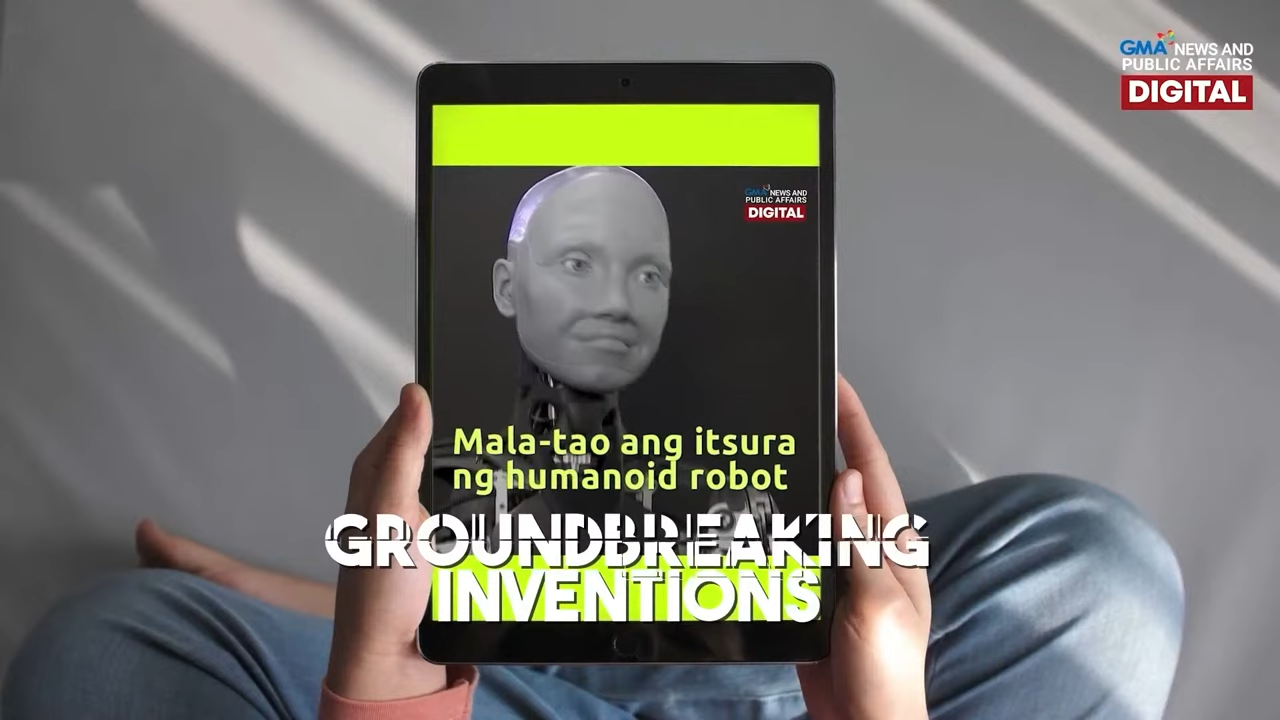 GMA NEWS AND
PUBLIC AFFAIRS
DIGITAL
GMA NEWS AND
PUBLIC AFFAIRS
DIGITAL
Mala-tao ang itsura
ng humanoid robot
GROUNDBREAKING
INVENTIONS